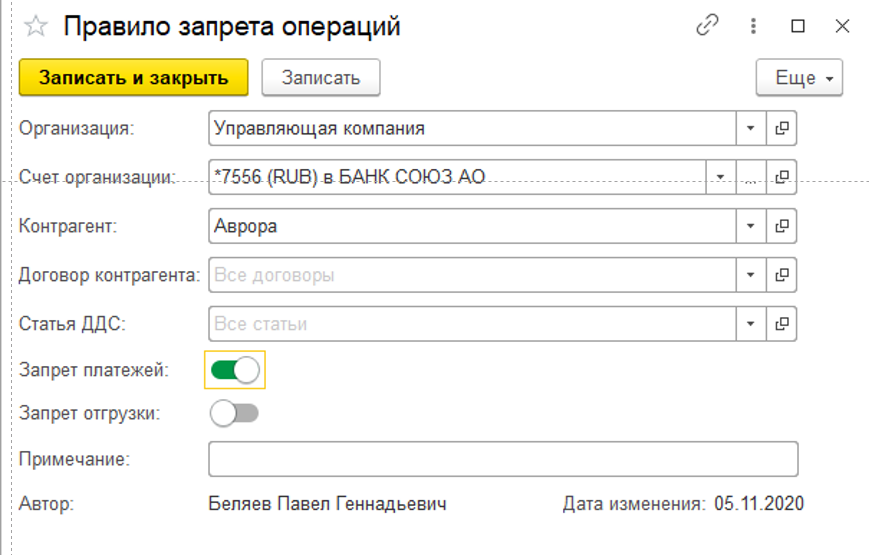 Правило запрета операций
Записать и закрыть Записать Еще
Организация: Управляющая компания
Счет организации: *7556 (RUB) в БАНК СОЮЗ АО ...
Контрагент: Аврора
Договор контрагента: Все договоры
Статья ДДС: Все статьи
Запрет платежей:
Запрет отгрузки:
Примечание:
Автор: Беляев Павел Геннадьевич Дата изменения: 05.11.2020